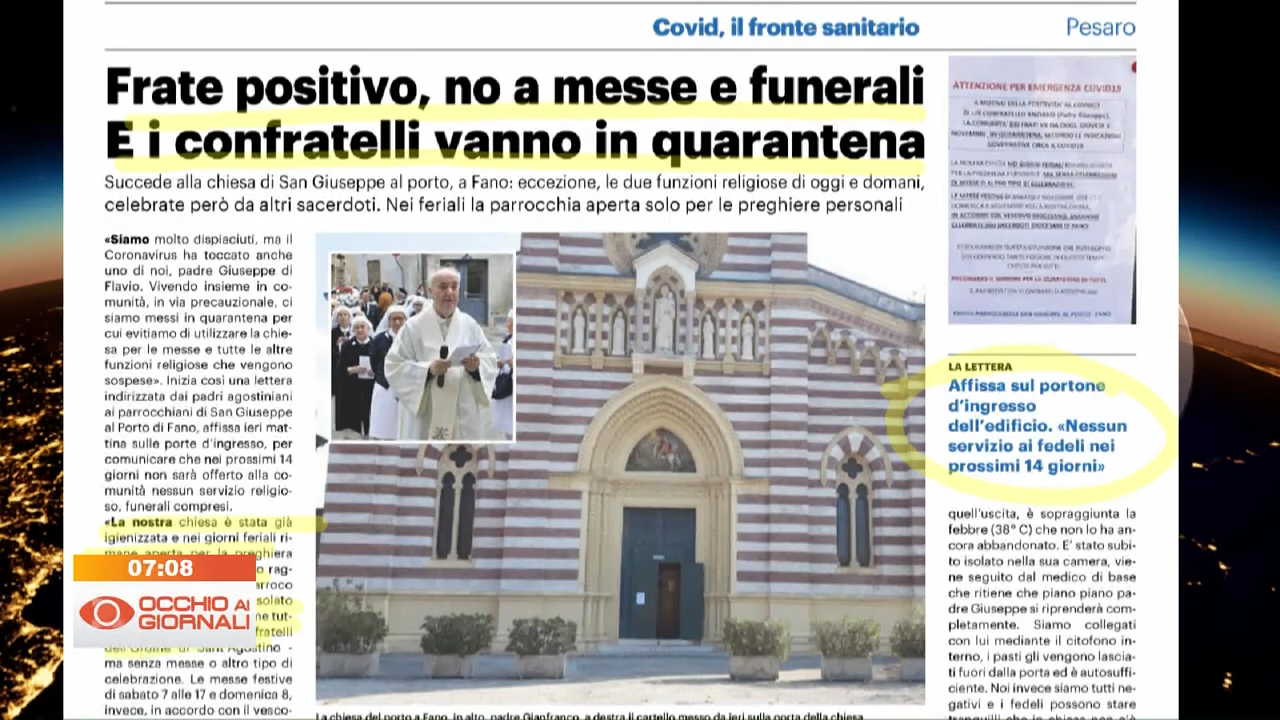 Covid, il fronte sanitario
Pesaro
Frate positivo, no a messe e funerali
E i confratelli vanno in quarantena
Succede alla chiesa di San Giuseppe al porto, a Fano: eccezione, le due funzioni religiose di oggi e domani,
celebrate però da altri sacerdoti. Nei feriali la parrocchia aperta solo per le preghiere personali
«Siamo molto dispiaciuti, ma il
Coronavirus ha toccato anche
uno di noi, padre Giuseppe di
Flavio. Vivendo insieme in co-
munità, in via precauzionale, ci
siamo messi in quarantena per
cui evitiamo di utilizzare la chie-
sa per le messe e tutte le altre
funzioni religiose che vengono
sospese». Inizia così una lettera
indirizzata dai padri agostiniani
ai parrocchiani di San Giuseppe
al Porto di Fano, affissa ieri mat-
tina sulle porte d'ingresso, per
comunicare che nei prossimi 14
giorni non sarà offerto alla co-
munità nessun servizio religio-
so, funerali compresi.
«La nostra chiesa è stata già
igienizzata e nei giorni feriali ri-
mane aperta per la preghiera
ma senza messe o altro tipo di
celebrazione. Le messe festive
di sabato 7 alle 17 e domenica 8,
invece, in accordo con il vesco-
07:08
OCCHIO AI
GIORNALI
ATTENZIONE PER EMERGENZA COVID19
LA LETTERA
Affissa sul portone
d'ingresso
dell'edificio. «Nessun
servizio ai fedeli nei
prossimi 14 giorni»
quell'uscita, è sopraggiunta la
febbre (38° C) che non lo ha an-
cora abbandonato. E' stato subi-
to isolato nella sua camera, vie-
ne seguito dal medico di base
che ritiene che piano piano pa-
dre Giuseppe si riprenderà com-
pletamente. Siamo collegati
con lui mediante il citofono in-
terno, i pasti gli vengono lascia-
ti fuori dalla porta ed è autosuffi-
ciente. Noi invece siamo tutti ne-
gativi e i fedeli possono stare
La chiesa del porto a Fano, in alto, padre Gianfranco, a destra il cartello messo da ieri sulla porta della chiesa